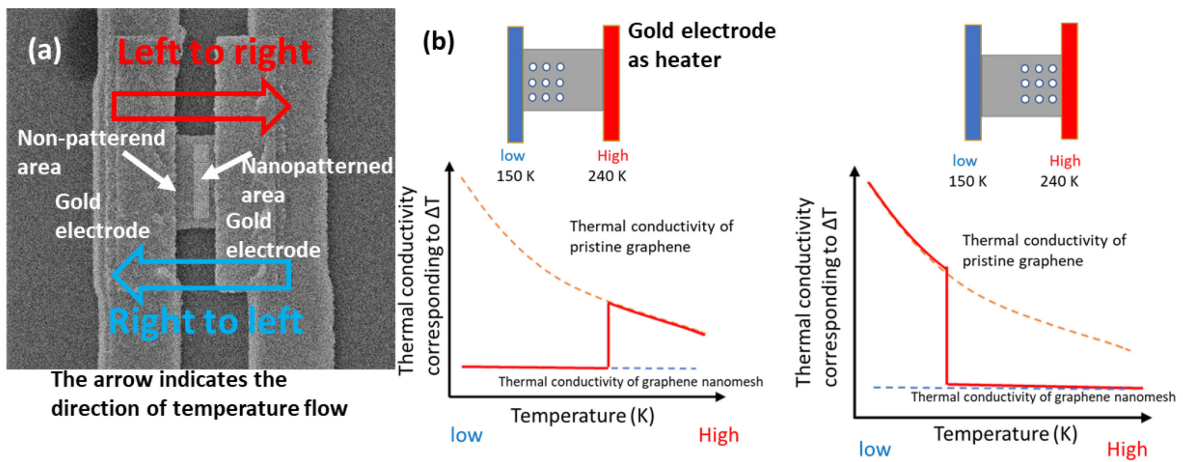 (a)
Left to right
Non-patterend
area
Nanopatterned
area
Gold
electrode
Gold
electrode
Right to left
The arrow indicates the
direction of temperature flow
(b)
Gold electrode
as heater
low
150 K
High
240 K
Thermal conductivity
corresponding to ΔT
Thermal conductivity of
pristine graphene
Thermal conductivity of graphene nanomesh
Temperature (K)
low
High
low
150 K
High
240 K
Thermal conductivity
corresponding to ΔT
Thermal conductivity of
pristine graphene
Thermal conductivity of graphene nanomesh
Temperature (K)
low
High